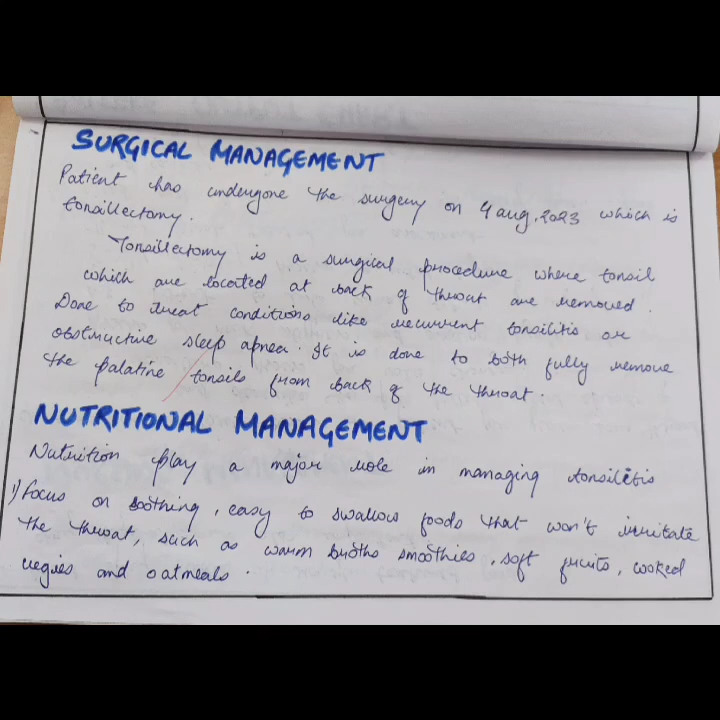 SURGICAL MANAGEMENT
Patient has undergone the surgery on 4 aug, 2023 which is
tonsillectomy.
Tonsillectomy is a surgical procedure where tonsil
which are located at back of throat are removed.
Done to treat conditions like recurrent tonsilitis or
obstructive sleep apnea. It is done to both fully remove
the palatine tonsils from back of the throat.
NUTRITIONAL MANAGEMENT
Nutrition play a major role in managing tonsilitis
1) Focus on soothing, easy to swallow foods that won't irritate
the throat, such as warm broths smoothies, soft fruits, cooked
vegies and oatmeals.